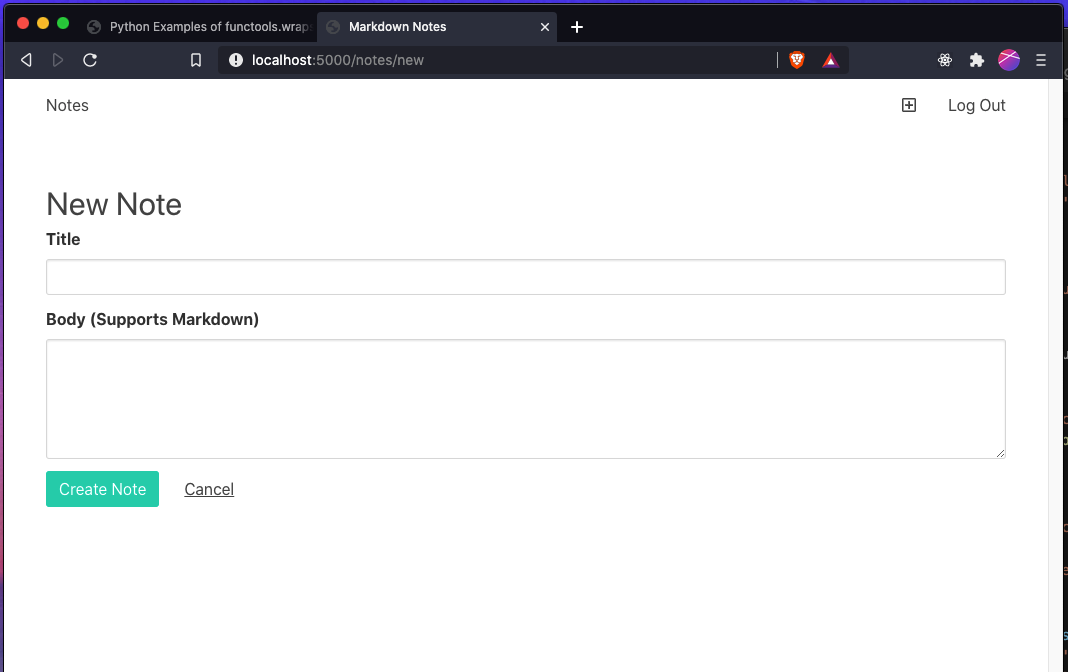 Python Examples of functools.wrap
Markdown Notes
localhost:5000/notes/new
Notes
Log Out
New Note
Title
Body (Supports Markdown)
Create Note
Cancel